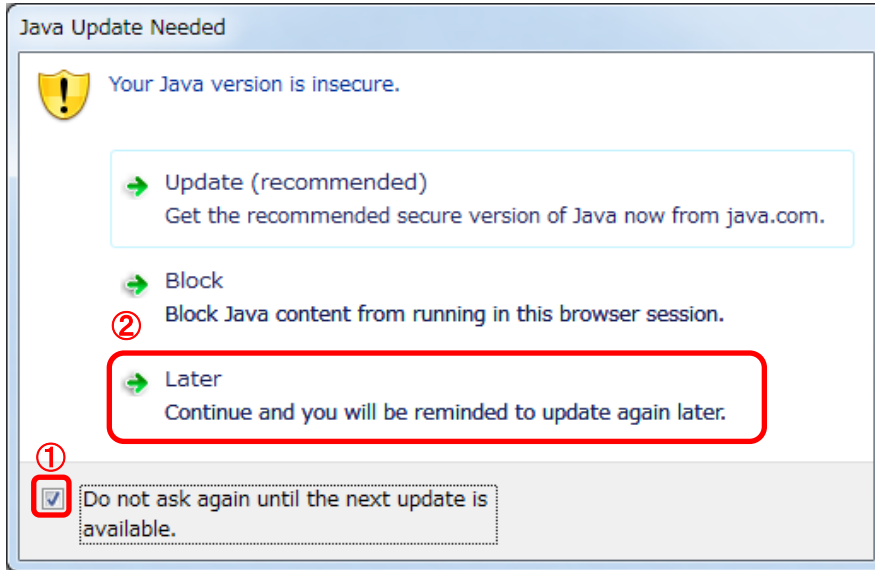 Java Update Needed
Your Java version is insecure.
Update (recommended)
Get the recommended secure version of Java now from java.com.
Block
Block Java content from running in this browser session.
②
Later
Continue and you will be reminded to update again later.
①
Do not ask again until the next update is
available.